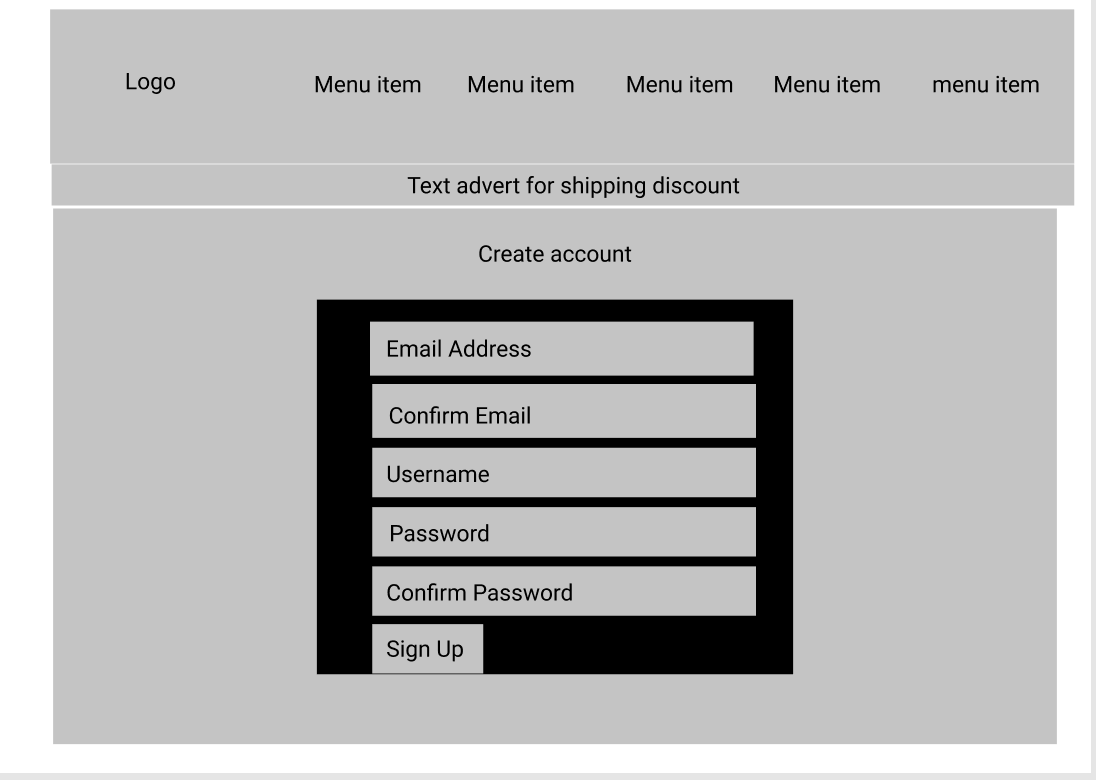 Logo
Menu item
Menu item
Menu item
Menu item
menu item
Text advert for shipping discount
Create account
Email Address
Confirm Email
Username
Password
Confirm Password
Sign Up